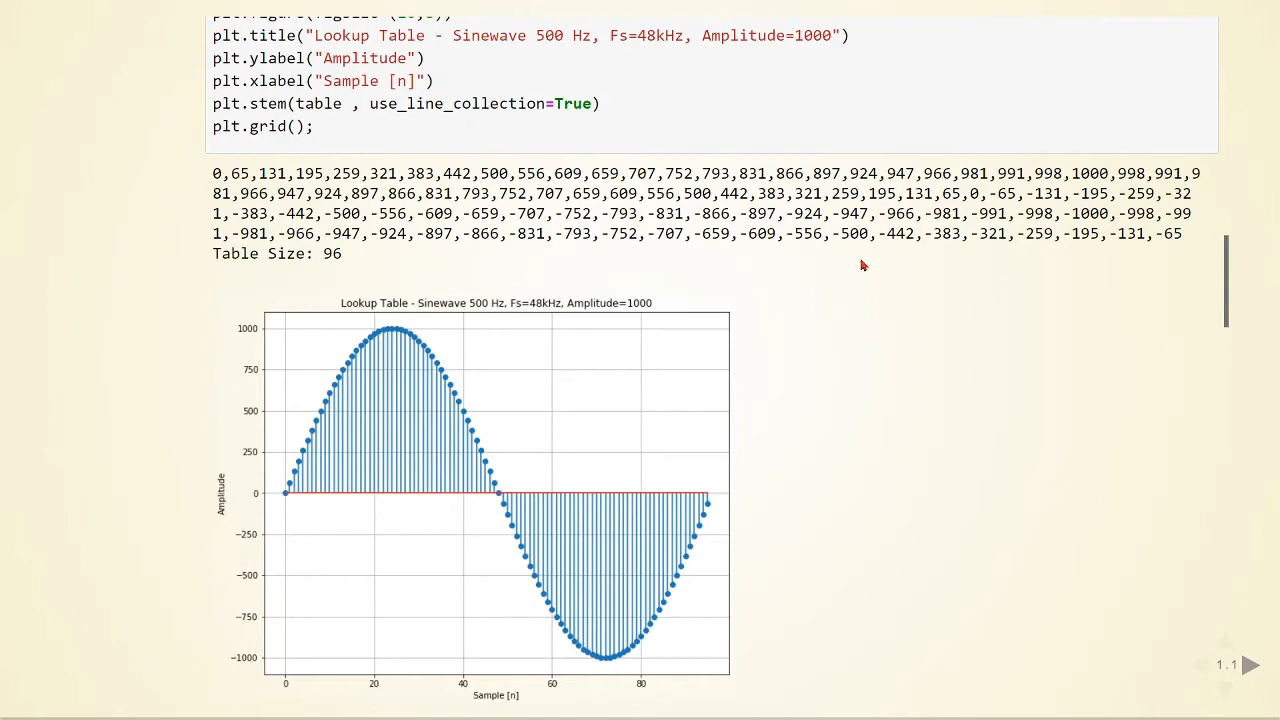 plt.figure(figsize=(10,8))
plt.title("Lookup Table - Sinewave 500 Hz, Fs=48kHz, Amplitude=1000")
plt.ylabel("Amplitude")
plt.xlabel("Sample [n]")
plt.stem(table , use_line_collection=True)
plt.grid();
0,65,131,195,259,321,383,442,500,556,609,659,707,752,793,831,866,897,924,947,966,981,991,998,1000,998,991,9
81,966,947,924,897,866,831,793,752,707,659,609,556,500,442,383,321,259,195,131,65,0,-65,-131,-195,-259,-32
1,-383,-442,-500,-556,-609,-659,-707,-752,-793,-831,-866,-897,-924,-947,-966,-981,-991,-998,-1000,-998,-99
1,-981,-966,-947,-924,-897,-866,-831,-793,-752,-707,-659,-609,-556,-500,-442,-383,-321,-259,-195,-131,-65
Table Size: 96
Lookup Table - Sinewave 500 Hz, Fs=48kHz, Amplitude=1000
1000
750
500
250
0
−250
−500
−750
−1000
Amplitude
0 20 40 60 80
Sample [n]
1.1